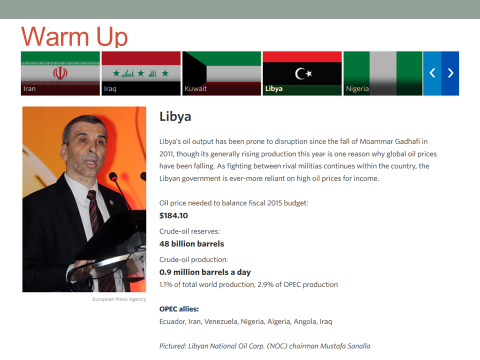 Warm Up
Iran
Iraq
Kuwait
Libya
Nigeria
Libya
Libya's oil output has been prone to disruption since the fall of Moammar Gadhafi in
2011, though its generally rising production this year is one reason why global oil prices
have been falling. As fighting between rival militias continues within the country, the
Libyan government is ever-more reliant on high oil prices for income.
Oil price needed to balance fiscal 2015 budget:
$184.10
Crude-oil reserves:
48 billion barrels
Crude-oil production:
0.9 million barrels a day
1.1% of total world production, 2.9% of OPEC production
European Press Agency
OPEC allies:
Ecuador, Iran, Venezuela, Nigeria, Algeria, Angola, Iraq
Pictured: Libyan National Oil Corp. (NOC) chairman Mustafa Sanalla